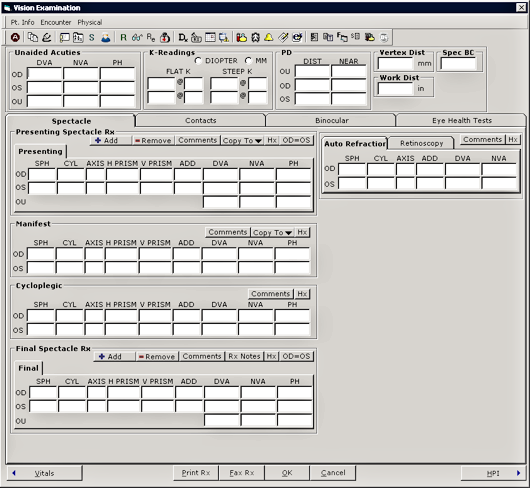 Vision Examination
Pt. Info Encounter Physical
Unaided Acuties
DVA NVA PH
OD
OS
OU
K-Readings
DIOPTER MM
FLAT K STEEP K
@ @
@ @
PD
DIST NEAR
OU
OD
OS
Vertex Dist
mm
Spec BC
Work Dist
in
Spectacle Contacts Binocular Eye Health Tests
Presenting Spectacle Rx
Add Remove Comments Copy To Hx OD=OS
Presenting
SPH CYL AXIS H PRISM V PRISM ADD DVA NVA PH
OD
OS
OU
Manifest
Comments Copy To Hx
SPH CYL AXIS H PRISM V PRISM ADD DVA NVA PH
OD
OS
Cycloplegic
Comments Hx
SPH CYL AXIS H PRISM V PRISM ADD DVA NVA PH
OD
OS
Final Spectacle Rx
Add Remove Comments Rx Notes Hx OD=OS
Final
SPH CYL AXIS H PRISM V PRISM ADD DVA NVA PH
OD
OS
OU
Auto Refraction Retinoscopy Comments Hx
SPH CYL AXIS ADD DVA NVA
OD
OS
Vitals Print Rx Fax Rx OK Cancel HPI